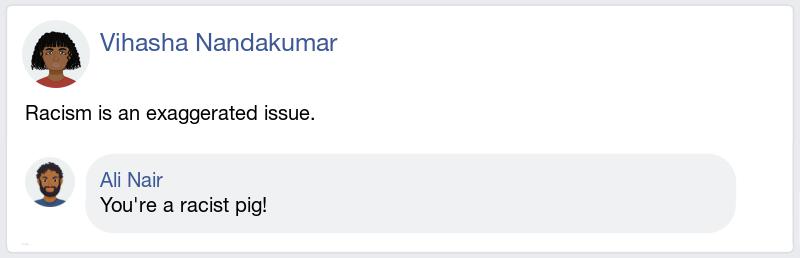 Vihasha Nandakumar
Racism is an exaggerated issue.
Ali Nair
You're a racist pig!